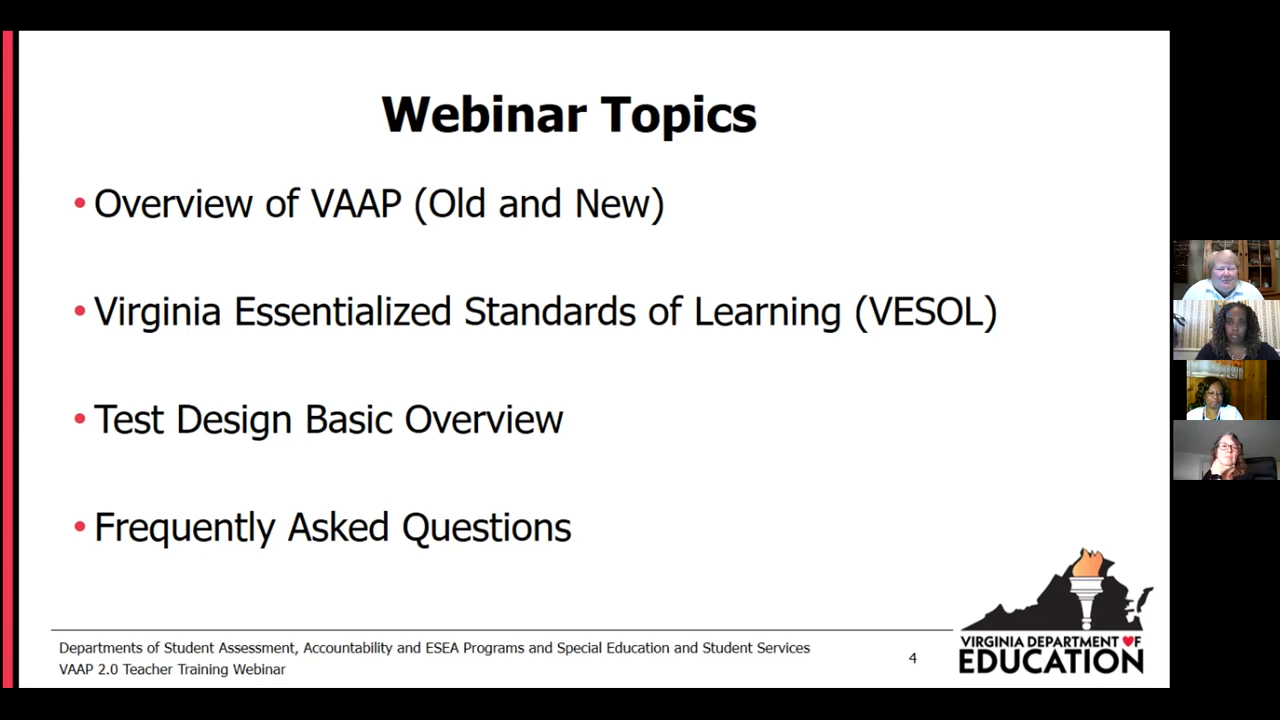 Webinar Topics
• Overview of VAAP (Old and New)
• Virginia Essentialized Standards of Learning (VESOL)
• Test Design Basic Overview
• Frequently Asked Questions
Departments of Student Assessment, Accountability and ESEA Programs and Special Education and Student Services
VAAP 2.0 Teacher Training Webinar
4
VIRGINIA DEPARTMENT OF
EDUCATION